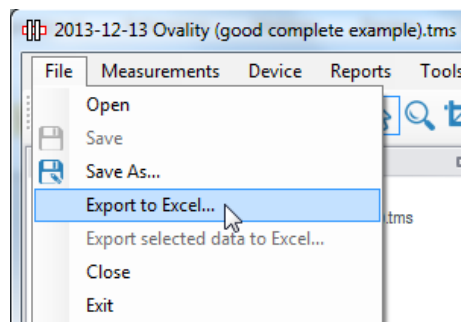 2013-12-13 Ovality (good complete example).tms
File Measurements Device Reports Tools
Open
Save
Save As...
Export to Excel...
.tms
Export selected data to Excel...
Close
Exit